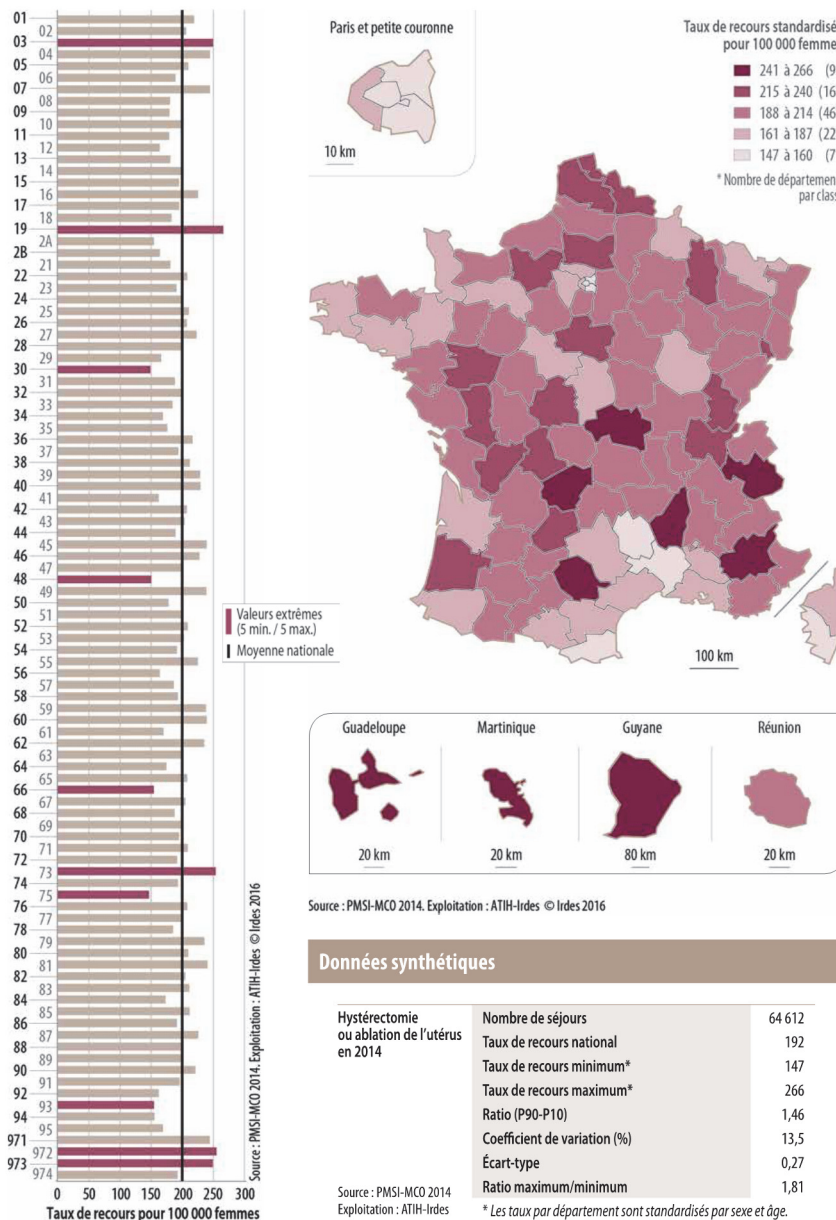 01
02
03
04
05
06
07
08
09
10
11
12
13
14
15
16
17
18
19
2A
2B
21
22
23
24
25
26
27
28
29
30
31
32
33
34
35
36
37
38
39
40
41
42
43
44
45
46
47
48
49
50
51
52
53
54
55
56
57
58
59
60
61
62
63
64
65
66
67
68
69
70
71
72
73
74
75
76
77
78
79
80
81
82
83
84
85
86
87
88
89
90
91
92
93
94
95
971
972
973
974
0 50 100 150 200 250 300
Taux de recours pour 100 000 femmes
Valeurs extrêmes
(5 min. / 5 max.)
Moyenne nationale
Source : PMSI-MCO 2014. Exploitation : ATIH-Irdes © Irdes 2016
Paris et petite couronne
10 km
Taux de recours standardisé
pour 100 000 femme
241 à 266 (9
215 à 240 (16
188 à 214 (46
161 à 187 (22
147 à 160 (7
* Nombre de départemen
par class
100 km
Guadeloupe Martinique Guyane Réunion
20 km 20 km 80 km 20 km
Source : PMSI-MCO 2014. Exploitation : ATIH-Irdes © Irdes 2016
Données synthétiques
Hystérectomie
ou ablation de l'utérus
en 2014
Nombre de séjours 64 612
Taux de recours national 192
Taux de recours minimum* 147
Taux de recours maximum* 266
Ratio (P90-P10) 1,46
Coefficient de variation (%) 13,5
Écart-type 0,27
Ratio maximum/minimum 1,81
Source : PMSI-MCO 2014
Exploitation : ATIH-Irdes
* Les taux par département sont standardisés par sexe et âge.